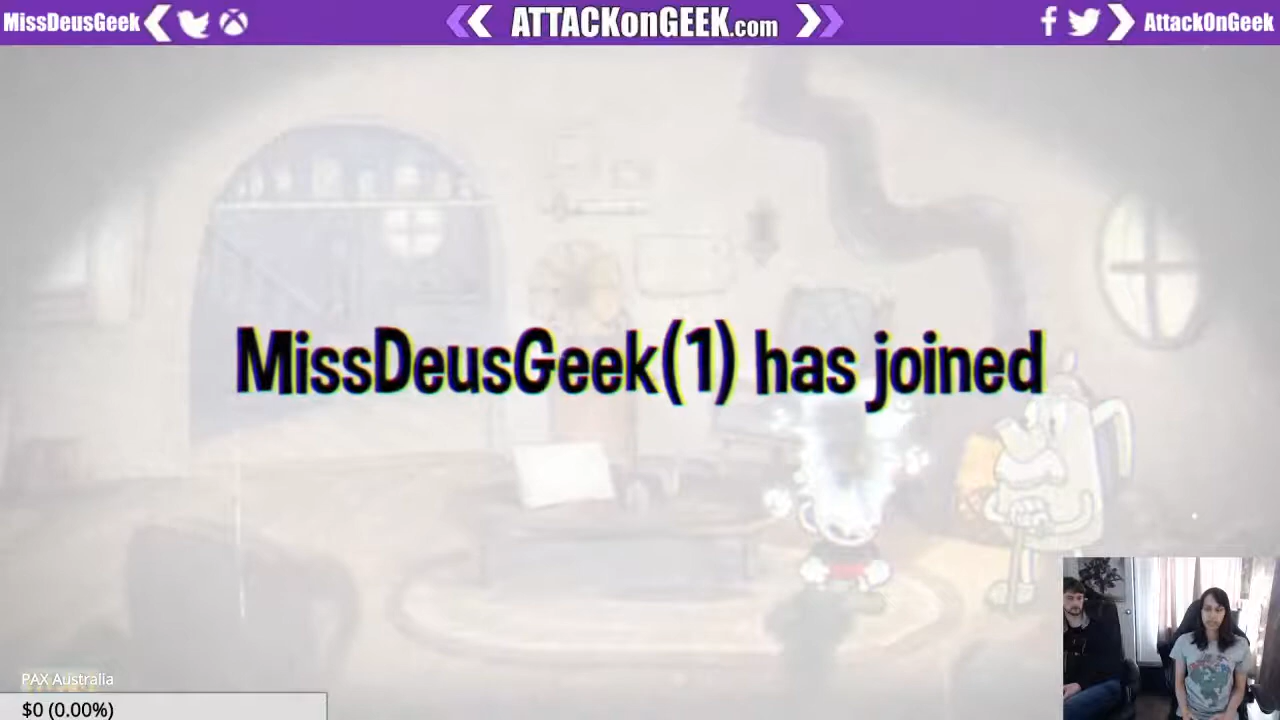 MissDeusGeek
ATTACKonGEEK.com
AttackOnGeek
MissDeusGeek(1) has joined
PAX Australia
$0 (0.00%)